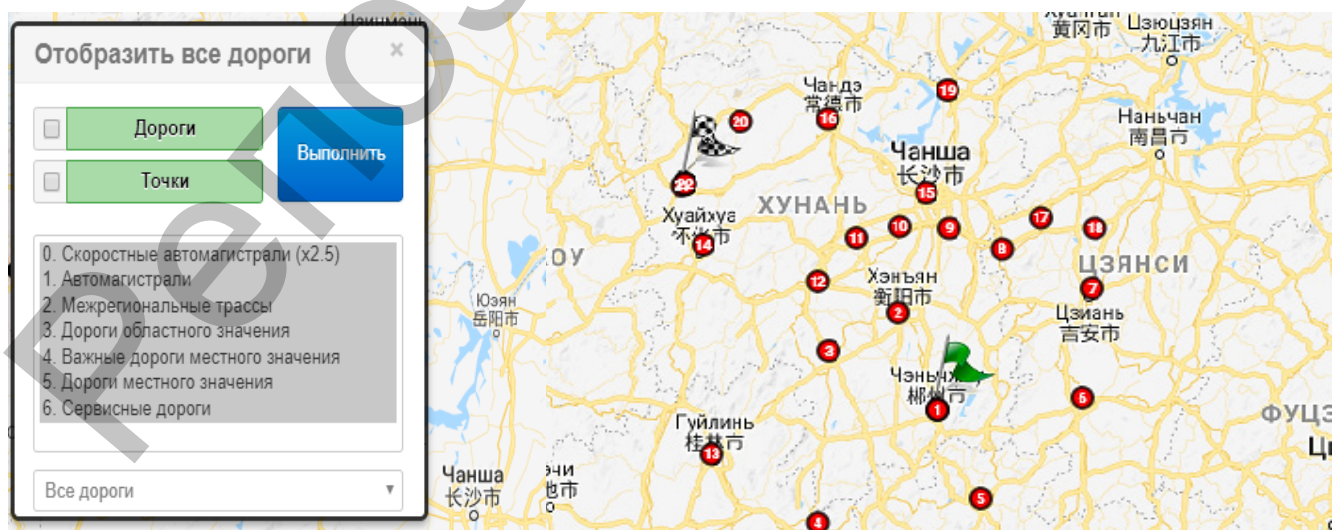 Отобразить все дороги ×
Дороги
Точки
Выполнить
0. Скоростные автомагистрали (x2.5)
1. Автомагистрали
2. Межрегиональные трассы
3. Дороги областного значения
4. Важные дороги местного значения
5. Дороги местного значения
6. Сервисные дороги
Все дороги
黄冈市
Цзюцзян
九江市
19
Чандэ
常德市
16
20
Наньчан
南昌市
Чанша
长沙市
15
22
ХУНАНЬ
Хуайхуа
14
17
18
10
9
11
8
ОУ
ЦЗЯНСИ
12
Хэнъян
衡阳市
2
7
Цзиань
吉安市
Юэян
岳阳市
3
郴州市
1
6
ФУЦЗ
Гуйлинь
桂林市
13
Чанша
长沙市
5
4